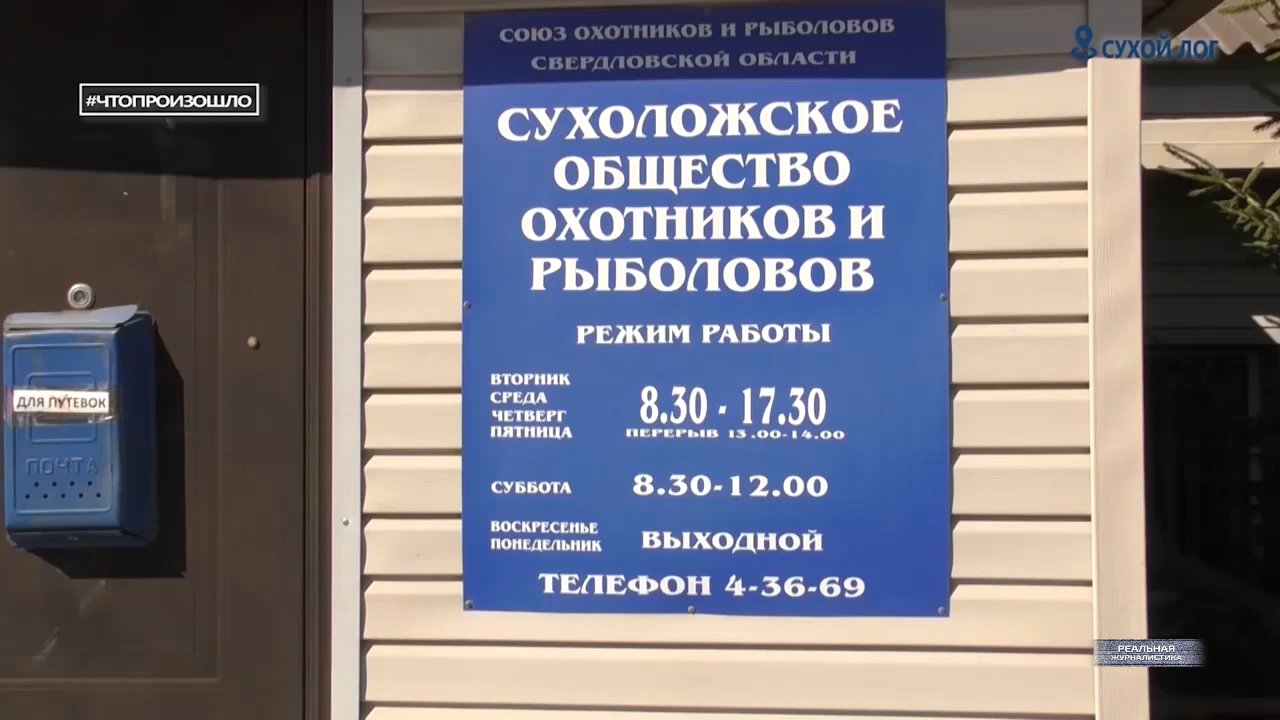 СОЮЗ ОХОТНИКОВ И РЫБОЛОВОВ
СВЕРДЛОВСКОЙ ОБЛАСТИ
СУХОЙ ЛОГ
#ЧТОПРОИЗОШЛО
СУХОЛОЖСКОЕ
ОБЩЕСТВО
ОХОТНИКОВ И
РЫБОЛОВОВ
РЕЖИМ РАБОТЫ
ВТОРНИК
СРЕДА
ЧЕТВЕРГ
ПЯТНИЦА
8.30 - 17.30
ПЕРЕРЫВ 13.00-14.00
СУББОТА 8.30-12.00
ВОСКРЕСЕНЬЕ
ПОНЕДЕЛЬНИК
ВЫХОДНОЙ
ТЕЛЕФОН 4-36-69
ДЛЯ ПУТЕВОК
ПОЧТА
РЕАЛЬНАЯ
ЖУРНАЛИСТИКА